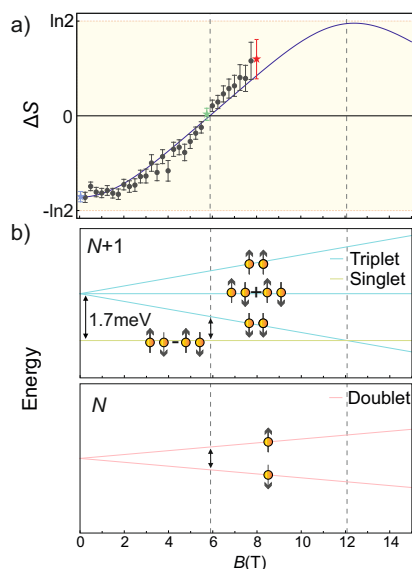 a)
ln2
0
-ln2
ΔS
b)
N+1
Triplet
Singlet
1.7meV
+
-
N
Doublet
Energy
0 2 4 6 8 10 12 14
B(T)